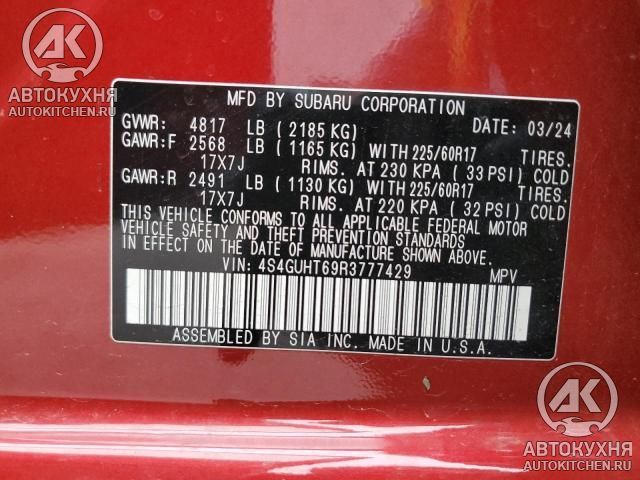 АК
АВТОКУХНЯ
AUTOKITCHEN.RU
MFD BY SUBARU CORPORATION
GVWR: 4817 LB (2185 KG) DATE: 03/24
GAWR:F 2568 LB (1165 KG) WITH 225/60R17 TIRES.
17X7J RIMS. AT 230 KPA (33 PSI) COLD
GAWR:R 2491 LB (1130 KG) WITH 225/60R17 TIRES.
17X7J RIMS. AT 220 KPA (32 PSI) COLD
THIS VEHICLE CONFORMS TO ALL APPLICABLE FEDERAL MOTOR
VEHICLE SAFETY AND THEFT PREVENTION STANDARDS
IN EFFECT ON THE DATE OF MANUFACTURE SHOWN ABOVE.
VIN: 4S4GUHT69R3777429 MPV
ASSEMBLED BY SIA INC. MADE IN U.S.A.
АК
АВТОКУХНЯ
AUTOKITCHEN.RU